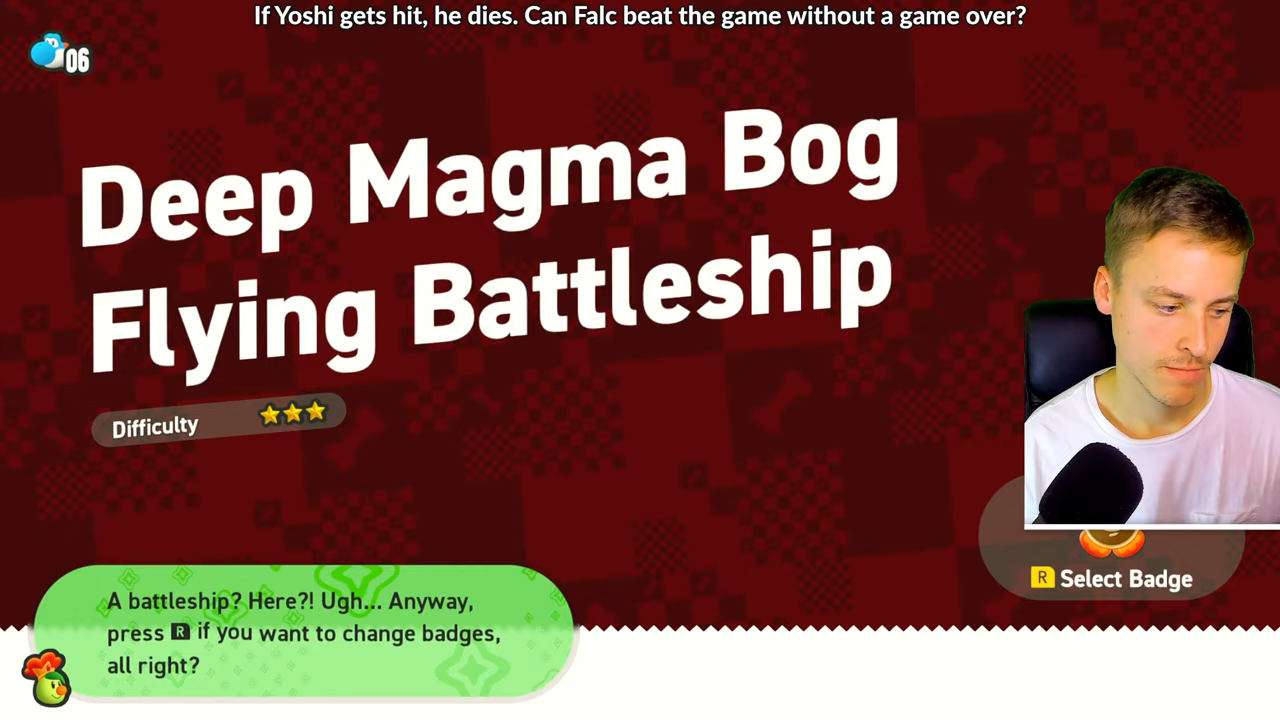 If Yoshi gets hit, he dies. Can Falc beat the game without a game over?
06
Deep Magma Bog
Flying Battleship
Difficulty
R Select Badge
A battleship? Here?! Ugh... Anyway,
press R if you want to change badges,
all right?